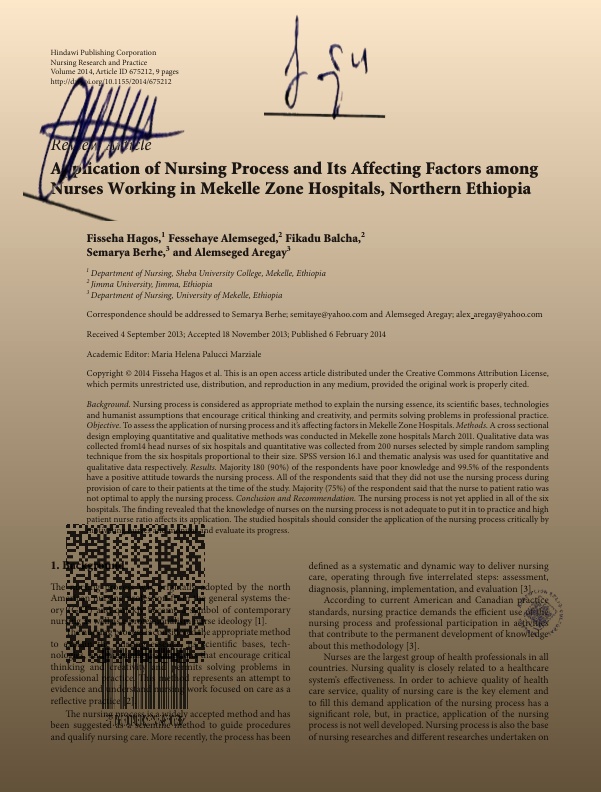 Hindawi Publishing Corporation
Nursing Research and Practice
Volume 2014, Article ID 675212, 9 pages
http://dx.doi.org/10.1155/2014/675212
Review Article
Application of Nursing Process and Its Affecting Factors among
Nurses Working in Mekelle Zone Hospitals, Northern Ethiopia
Fisseha Hagos,1 Fessehaye Alemseged,2 Fikadu Balcha,2
Semarya Berhe,3 and Alemseged Aregay3
1 Department of Nursing, Sheba University College, Mekelle, Ethiopia
2 Jimma University, Jimma, Ethiopia
3 Department of Nursing, University of Mekelle, Ethiopia
Correspondence should be addressed to Semarya Berhe; semitaye@yahoo.com and Alemseged Aregay; alex_aregay@yahoo.com
Received 4 September 2013; Accepted 18 November 2013; Published 6 February 2014
Academic Editor: Maria Helena Palucci Marziale
Copyright © 2014 Fisseha Hagos et al. This is an open access article distributed under the Creative Commons Attribution License,
which permits unrestricted use, distribution, and reproduction in any medium, provided the original work is properly cited.
Background. Nursing process is considered as appropriate method to explain the nursing essence, its scientific bases, technologies
and humanist assumptions that encourage critical thinking and creativity, and permits solving problems in professional practice.
Objective. To assess the application of nursing process and it's affecting factors in Mekelle Zone Hospitals. Methods. A cross sectional
design employing quantitative and qualitative methods was conducted in Mekelle zone hospitals March 2011. Qualitative data was
collected from14 head nurses of six hospitals and quantitative was collected from 200 nurses selected by simple random sampling
technique from the six hospitals proportional to their size. SPSS version 16.1 and thematic analysis was used for quantitative and
qualitative data respectively. Results. Majority 180 (90%) of the respondents have poor knowledge and 99.5% of the respondents
have a positive attitude towards the nursing process. All of the respondents said that they did not use the nursing process during
provision of care to their patients at the time of the study. Majority (75%) of the respondent said that the nurse to patient ratio was
not optimal to apply the nursing process. Conclusion and Recommendation. The nursing process is not yet applied in all of the six
hospitals. The finding revealed that the knowledge of nurses on the nursing process is not adequate to put it in to practice and high
patient nurse ratio affects its application. The studied hospitals should consider the application of the nursing process critically by
and evaluate its progress.
1. Background
The adopted by the north
general systems the-
ory symbol of contemporary
nurse ideology [1].
the appropriate method
to scientific bases, tech-
that encourage critical
thinking and creativity and permits solving problems in
professional practice. The method represents an attempt to
evidence and understand nursing work focused on care as a
reflective practice [2].
The nursing process is a widely accepted method and has
been suggested as a scientific method to guide procedures
and qualify nursing care. More recently, the process has been
defined as a systematic and dynamic way to deliver nursing
care, operating through five interrelated steps: assessment,
diagnosis, planning, implementation, and evaluation [3].
According to current American and Canadian practice
standards, nursing practice demands the efficient use of the
nursing process and professional participation in activities
that contribute to the permanent development of knowledge
about this methodology [3].
Nurses are the largest group of health professionals in all
countries. Nursing quality is closely related to a healthcare
system's effectiveness. In order to achieve quality of health
care service, quality of nursing care is the key element and
to fill this demand application of the nursing process has a
significant role, but, in practice, application of the nursing
process is not well developed. Nursing process is also the base
of nursing researches and different researches undertaken on